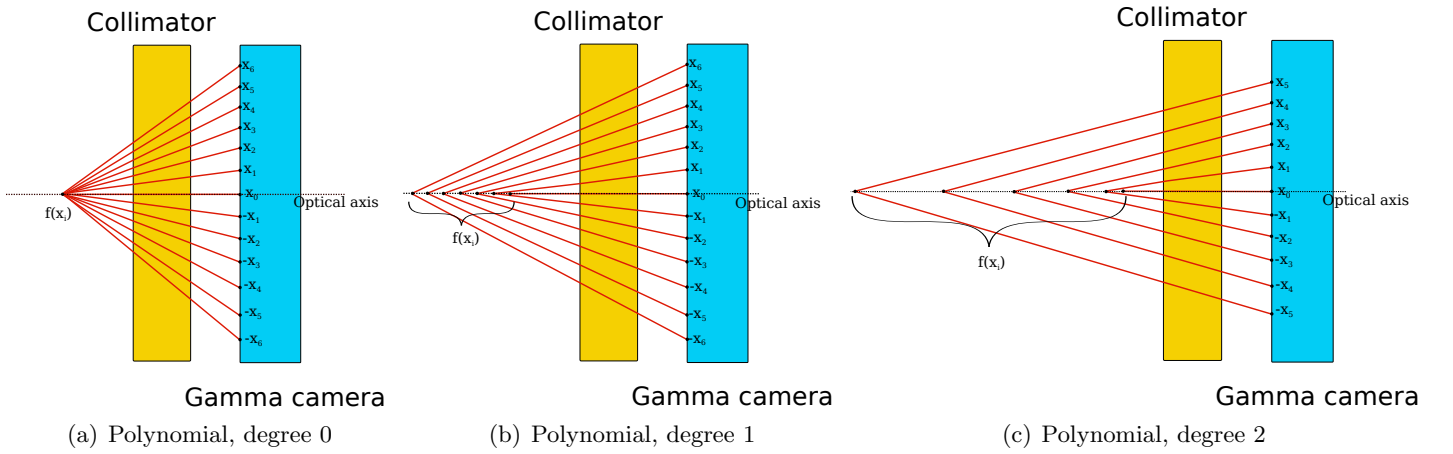 Collimator
x₆
x₅
x₄
x₃
x₂
x₁
x₀
f(xᵢ)
Optical axis
-x₁
-x₂
-x₃
-x₄
-x₅
-x₆
Gamma camera
(a) Polynomial, degree 0
Collimator
x₆
x₅
x₄
x₃
x₂
x₁
x₀
Optical axis
f(xᵢ)
-x₁
-x₂
-x₃
-x₄
-x₅
-x₆
Gamma camera
(b) Polynomial, degree 1
Collimator
x₅
x₄
x₃
x₂
x₁
x₀
Optical axis
f(xᵢ)
-x₁
-x₂
-x₃
-x₄
-x₅
Gamma camera
(c) Polynomial, degree 2